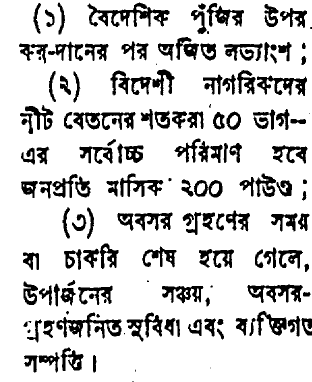 (১) বৈদেশিক পুঁজির উপর
কর-দানের পর অর্জিত লভ্যাংশ ;
(২) বিদেশী নাগরিকদের
নীট বেতনের শতকরা ৫০ ভাগ—
এর সর্বোচ্চ পরিমাণ হবে
জনপ্রতি মাসিক ২০০ পাউণ্ড ;
(৩) অবসর গ্রহণের সময়
বা চাকরি শেষ হয়ে গেলে,
উপার্জনের সঞ্চয়, অবসর-
গ্রহণজনিত সুবিধা এবং ব্যক্তিগত
সম্পত্তি ।